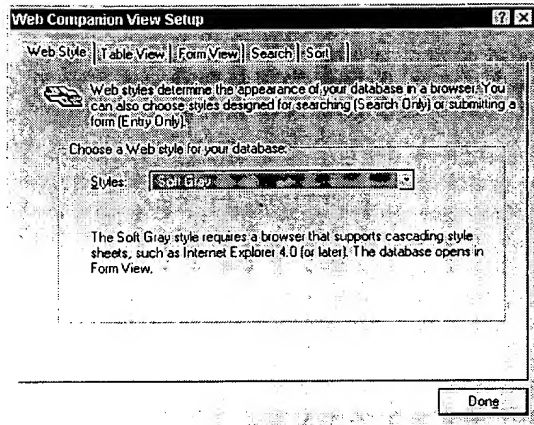 Web Companion View Setup
Web Style Table View Form View Search Sort
Web styles determine the appearance of your database in a browser. You
can also choose styles designed for searching (Search Only) or submitting a
form (Entry Only).
Choose a Web style for your database:
Styles: Soft Gray
The Soft Gray style requires a browser that supports cascading style
sheets, such as Internet Explorer 4.0 (or later). The database opens in
Form View.
Done